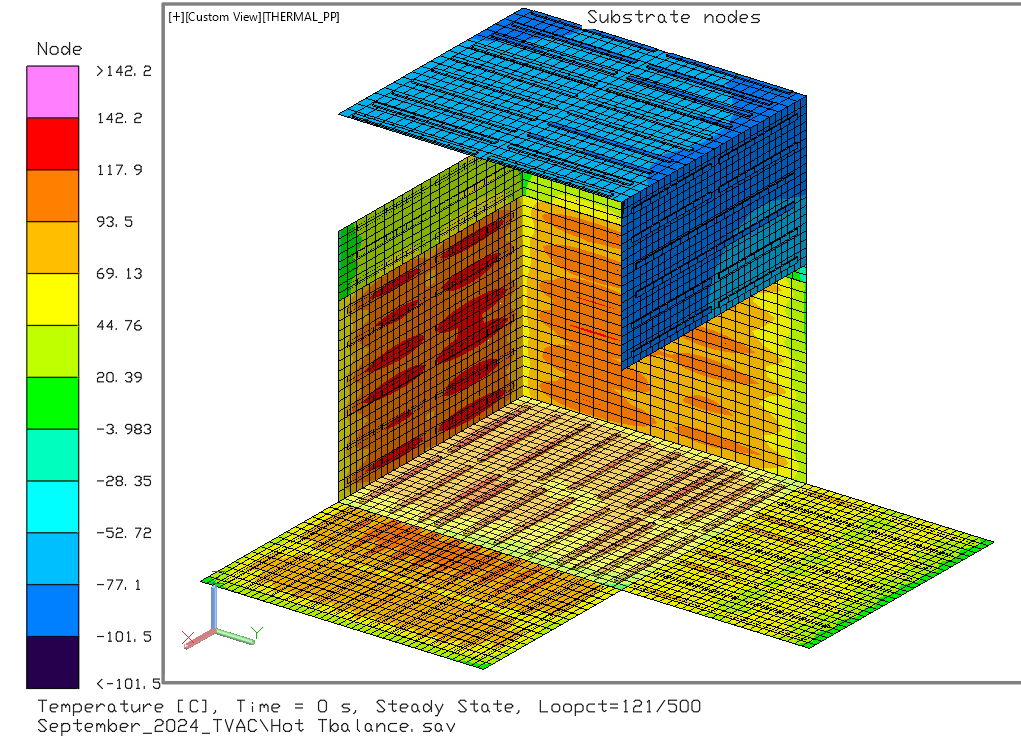 [+][Custom View][THERMAL_PP]
Substrate nodes
Node
>142.2
142.2
117.9
93.5
69.13
44.76
20.39
-3.983
-28.35
-52.72
-77.1
-101.5
<-101.5
X
Y
Temperature [C], Time = 0 s, Steady State, Loopct=121/500
September_2024_TVAC\Hot Tbalance.sav